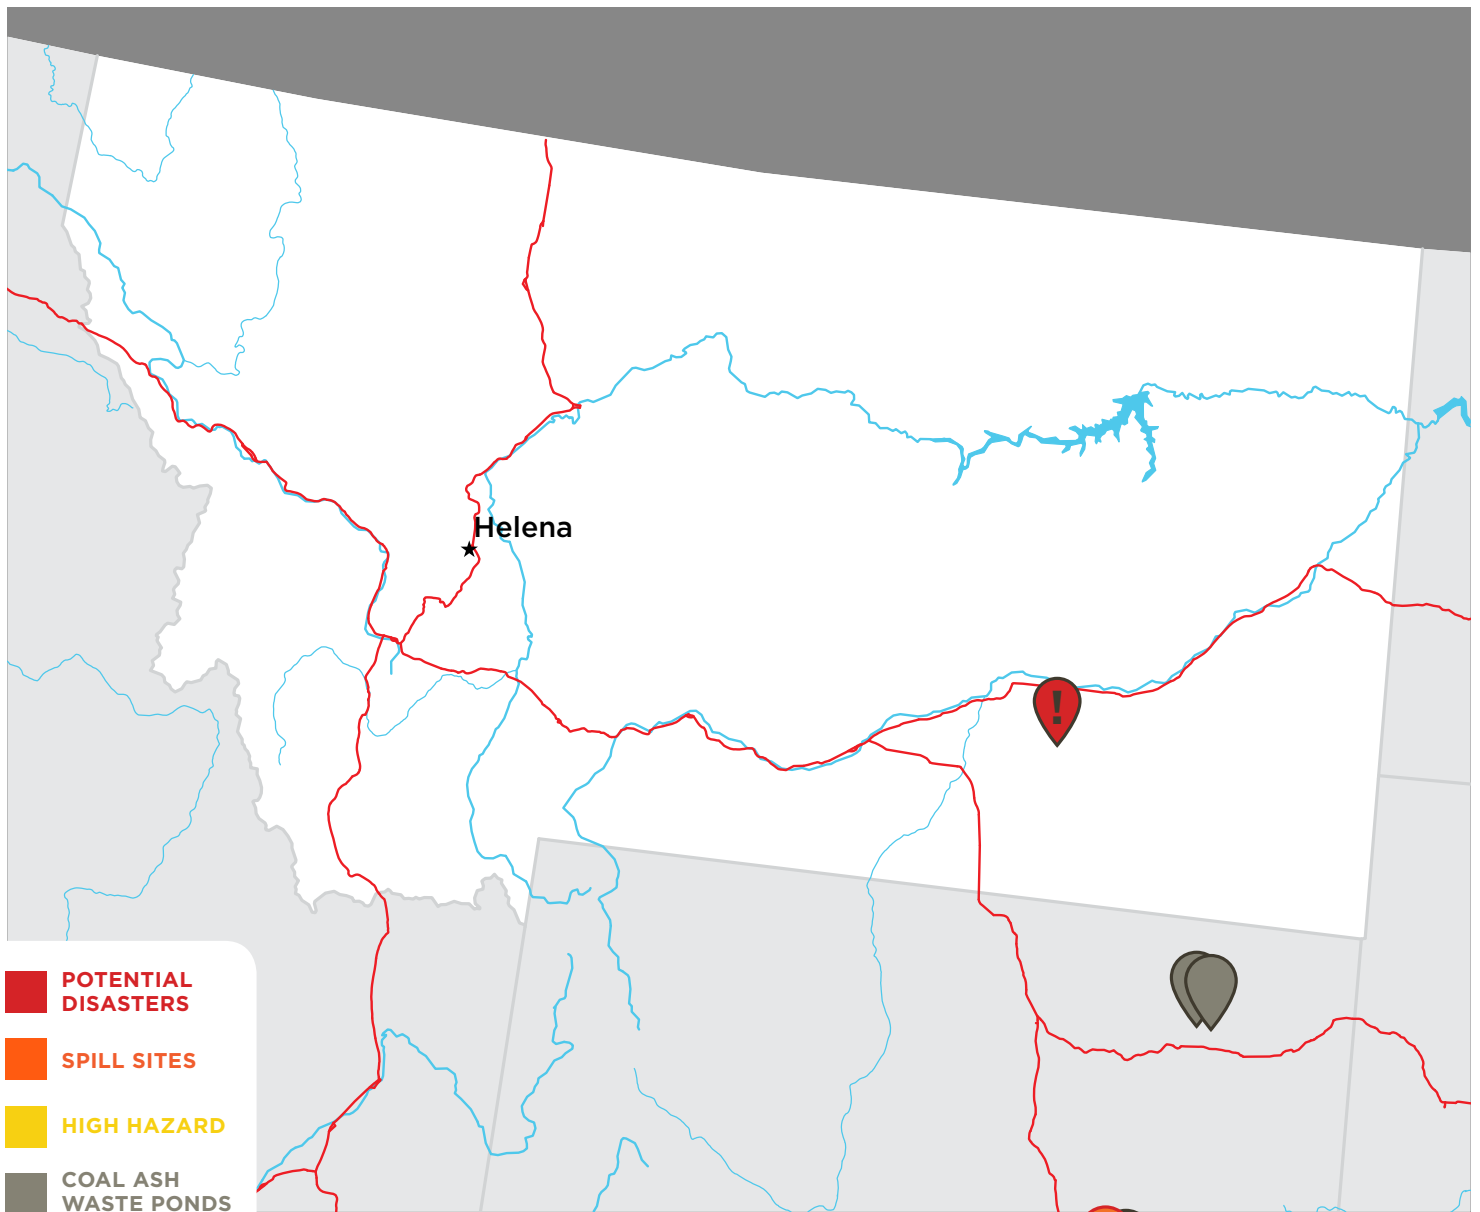 Helena
!
POTENTIAL
DISASTERS
SPILL SITES
HIGH HAZARD
COAL ASH
WASTE PONDS